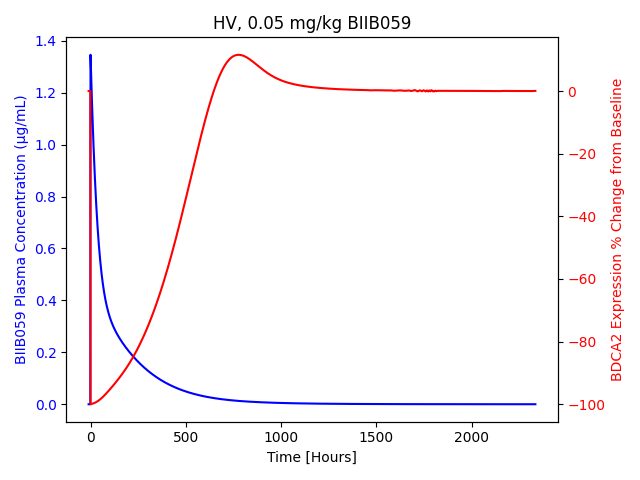 HV, 0.05 mg/kg BIIB059
BIIB059 Plasma Concentration (μg/mL)
1.4
1.2
1.0
0.8
0.6
0.4
0.2
0.0
0
−20
−40
−60
−80
−100
BDCA2 Expression % Change from Baseline
0 500 1000 1500 2000
Time [Hours]